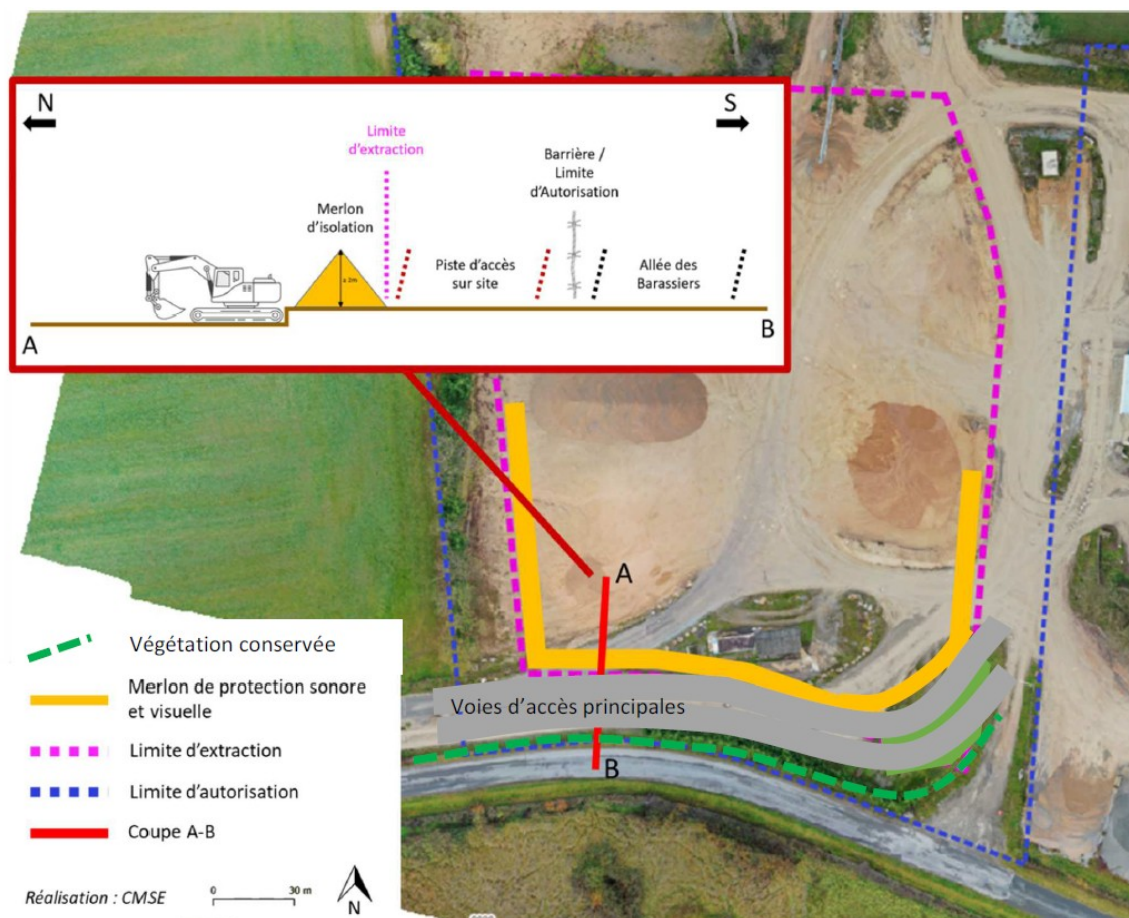 N
S
Limite
d'extraction
Barrière /
Limite
d'Autorisation
Merlon
d'isolation
± 2m
Piste d'accès
sur site
Allée des
Barassiers
A
B
A
Voies d'accès principales
B
Végétation conservée
Merlon de protection sonore
et visuelle
Limite d'extraction
Limite d'autorisation
Coupe A-B
Réalisation : CMSE
0
30 m
N